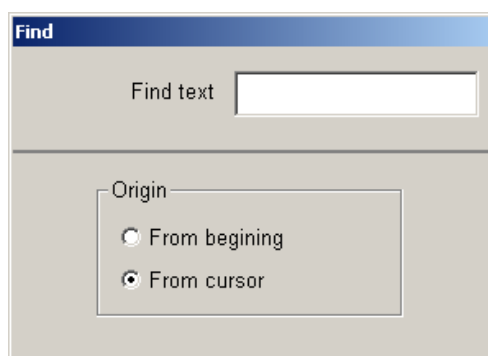 Find
Find text
Origin
From begining
From cursor